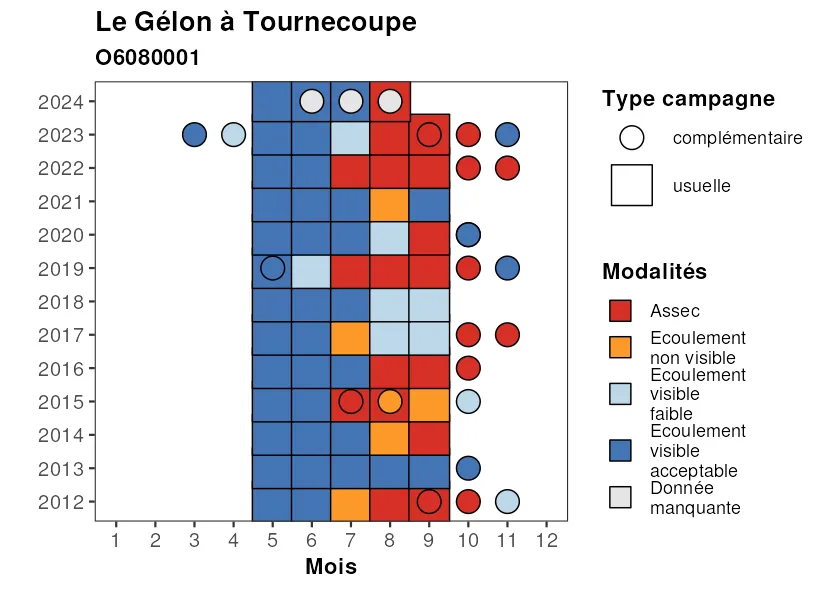 Le Gélon à Tournecoupe
O6080001
2024
2023
2022
2021
2020
2019
2018
2017
2016
2015
2014
2013
2012
1 2 3 4 5 6 7 8 9 10 11 12
Mois
Type campagne
complémentaire
usuelle
Modalités
Assec
Ecoulement
non visible
Ecoulement
visible
faible
Ecoulement
visible
acceptable
Donnée
manquante